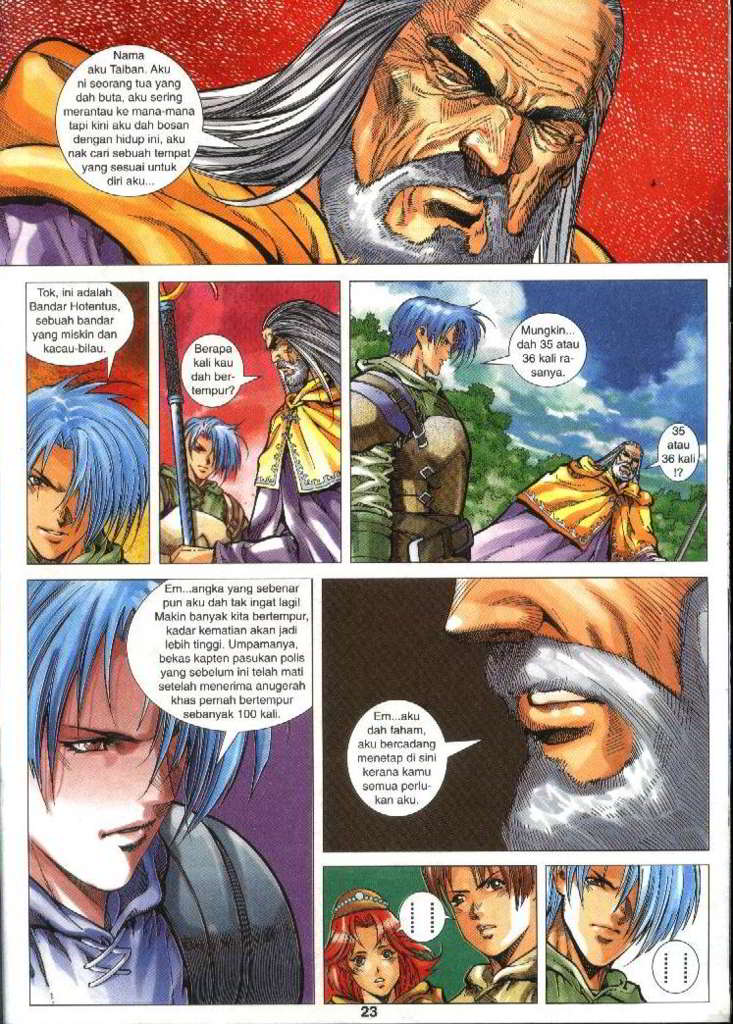 Nama
aku Taiban. Aku
ni seorang tua yang
dah buta, aku sering
merantau ke mana-mana
tapi kini aku dah bosan
dengan hidup ini, aku
nak cari sebuah tempat
yang sesuai untuk
diri aku...
Tok, ini adalah
Bandar Hotentus,
sebuah bandar
yang miskin dan
kacau-bilau.
Berapa
kali kau
dah ber-
tempur?
Mungkin...
dah 35 atau
36 kali ra-
sanya.
35
atau
36 kali
!?
Em...angka yang sebenar
pun aku dah tak ingat lagi!
Makin banyak kita bertempur,
kadar kematian akan jadi
lebih tinggi. Umpamanya,
bekas kapten pasukan polis
yang sebelum ini telah mati
setelah menerima anugerah
khas pernah bertempur
sebanyak 100 kali.
Em...aku
dah faham,
aku bercadang
menetap di sini
kerana kamu
semua perlu-
kan aku.
......
......
......
......
23